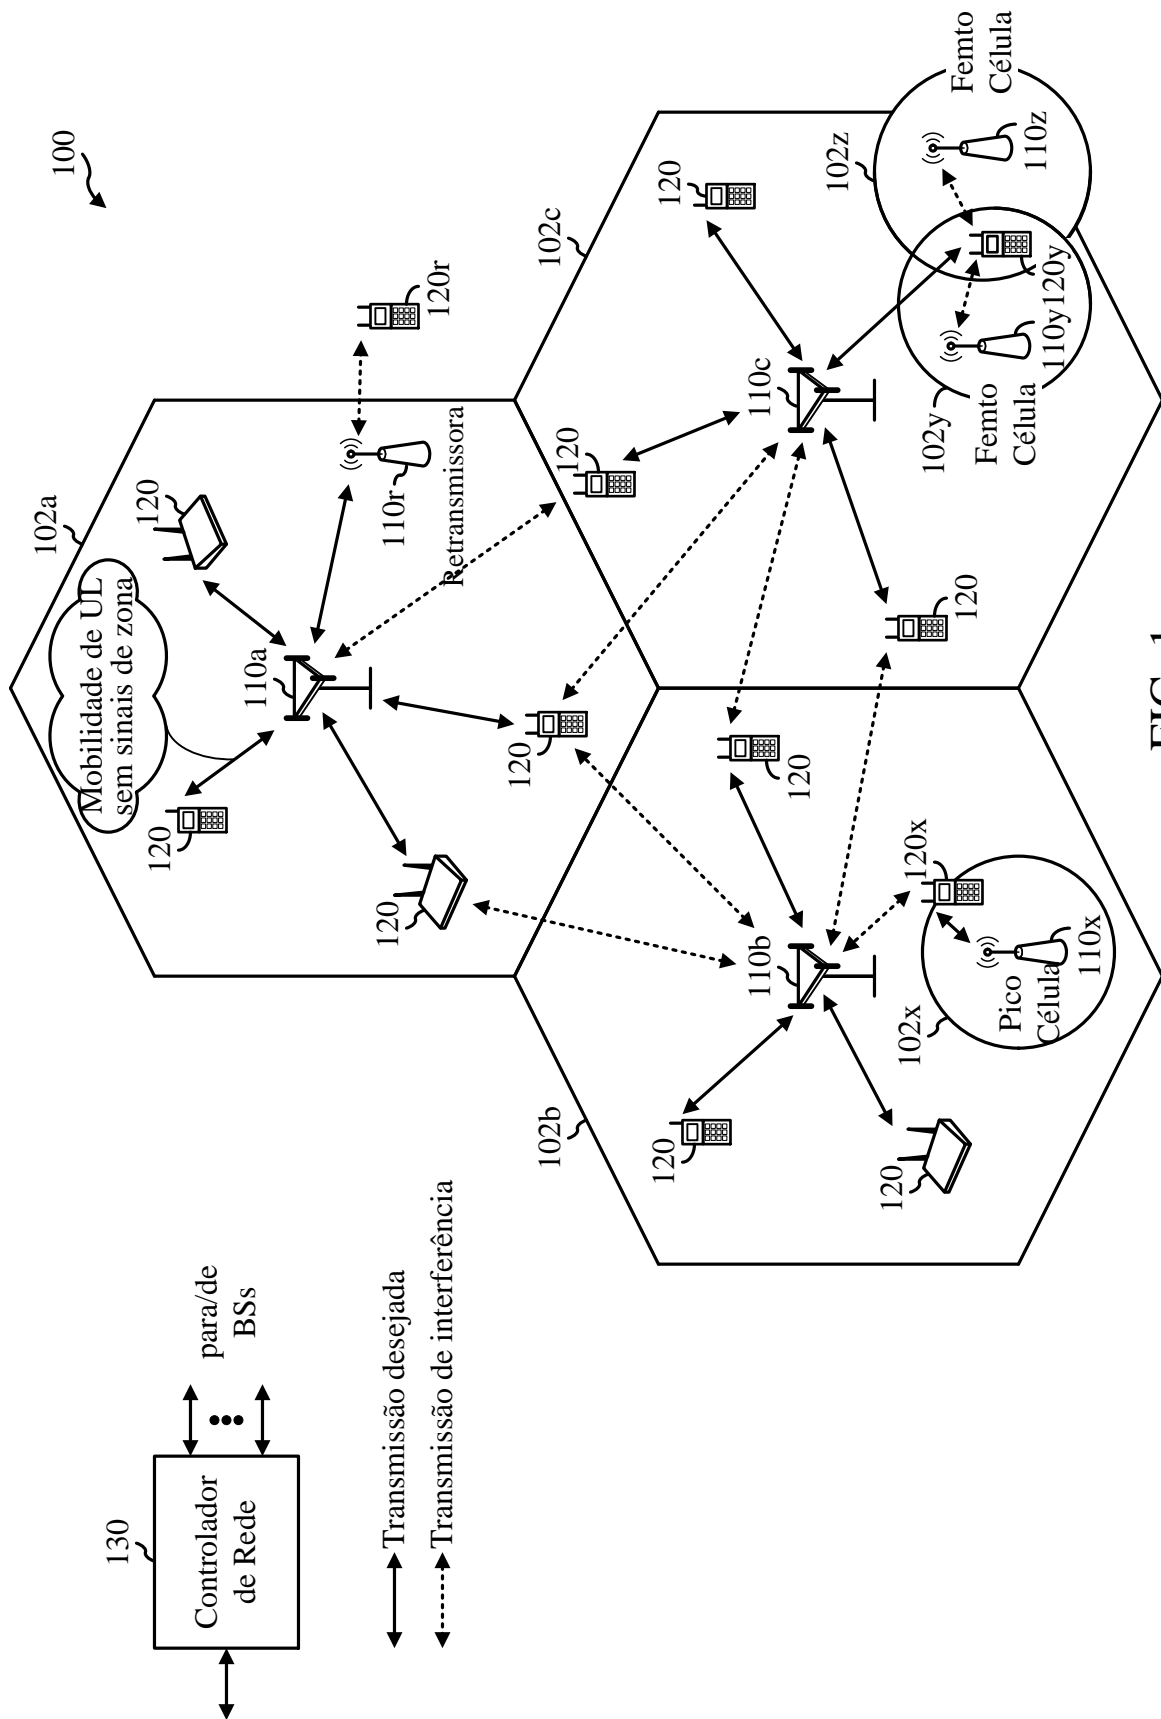 100
130
Controlador
de Rede
para/de
BSs
Transmissão desejada
Transmissão de interferência
102a
Mobilidade de UL
sem sinais de zona
120
120
110a
120
110r
Retransmissora
120r
120
102b
120
110b
120
120
102x
Pico
Célula
110x
120x
102c
120
120
110c
120
102z
102y
Femto
Célula
110y
120y
110z
Femto
Célula
FIG. 1